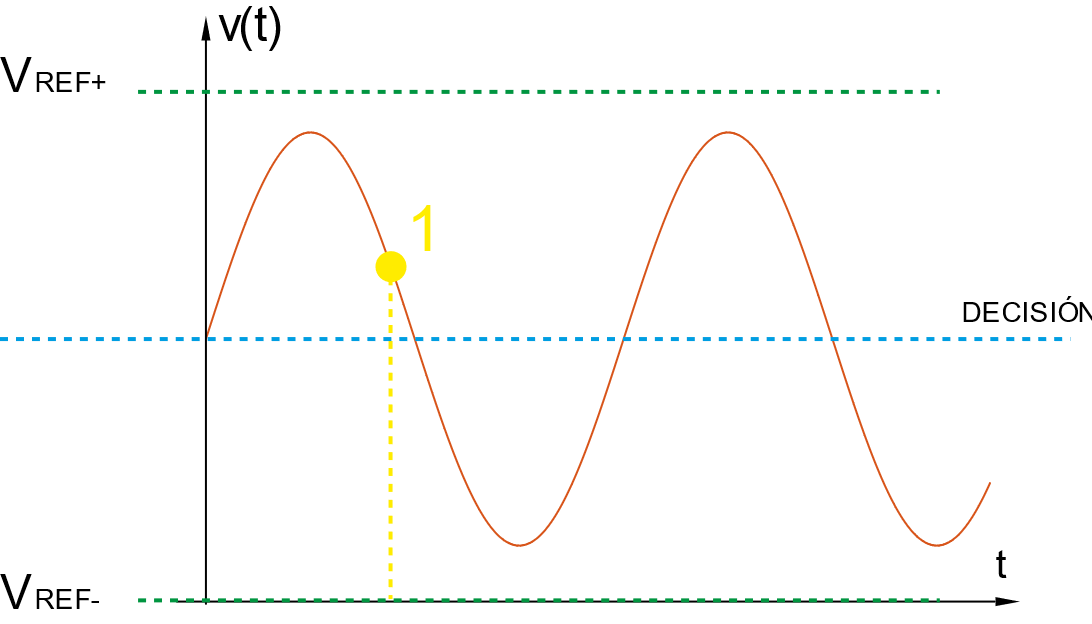 v(t)
VREF+
1
DECISIÓN
t
VREF-